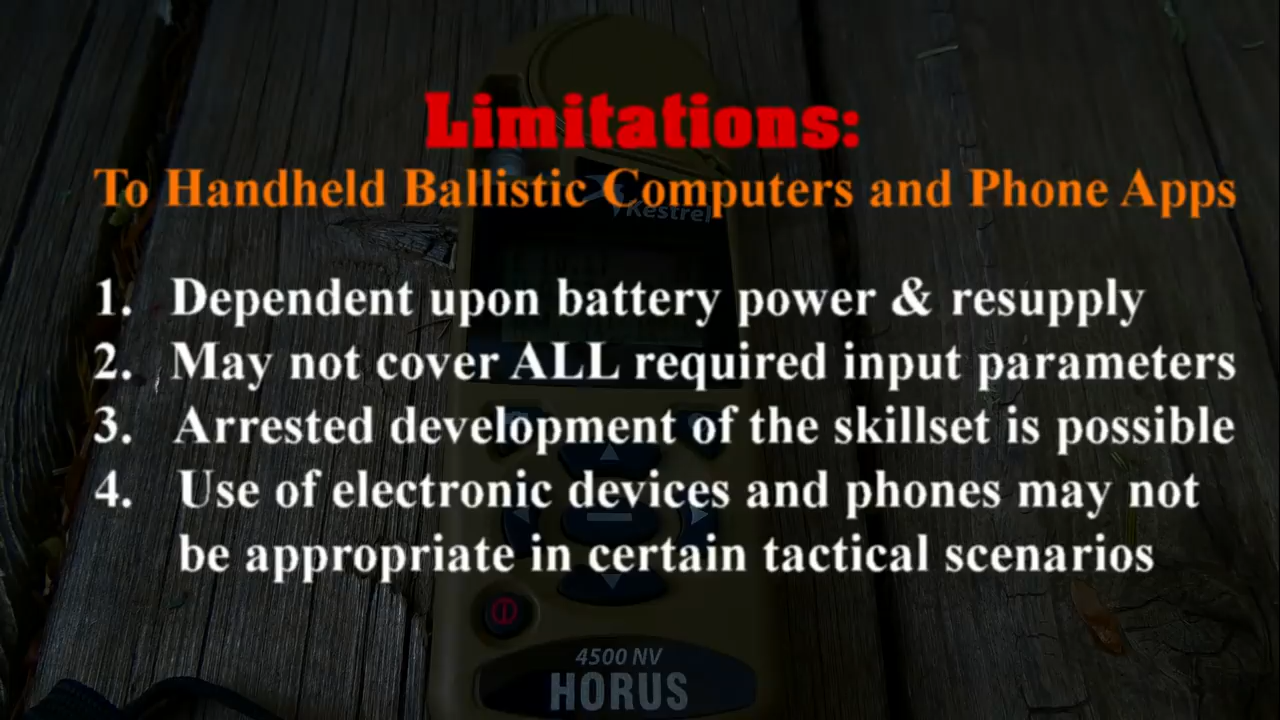 Limitations:
To Handheld Ballistic Computers and Phone Apps
Kestrel
1. Dependent upon battery power & resupply
2. May not cover ALL required input parameters
3. Arrested development of the skillset is possible
4. Use of electronic devices and phones may not
be appropriate in certain tactical scenarios
4500 NV
HORUS